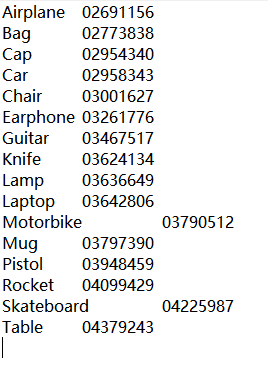 Airplane	02691156
Bag	02773838
Cap	02954340
Car	02958343
Chair	03001627
Earphone	03261776
Guitar	03467517
Knife	03624134
Lamp	03636649
Laptop	03642806
Motorbike	03790512
Mug	03797390
Pistol	03948459
Rocket	04099429
Skateboard	04225987
Table	04379243